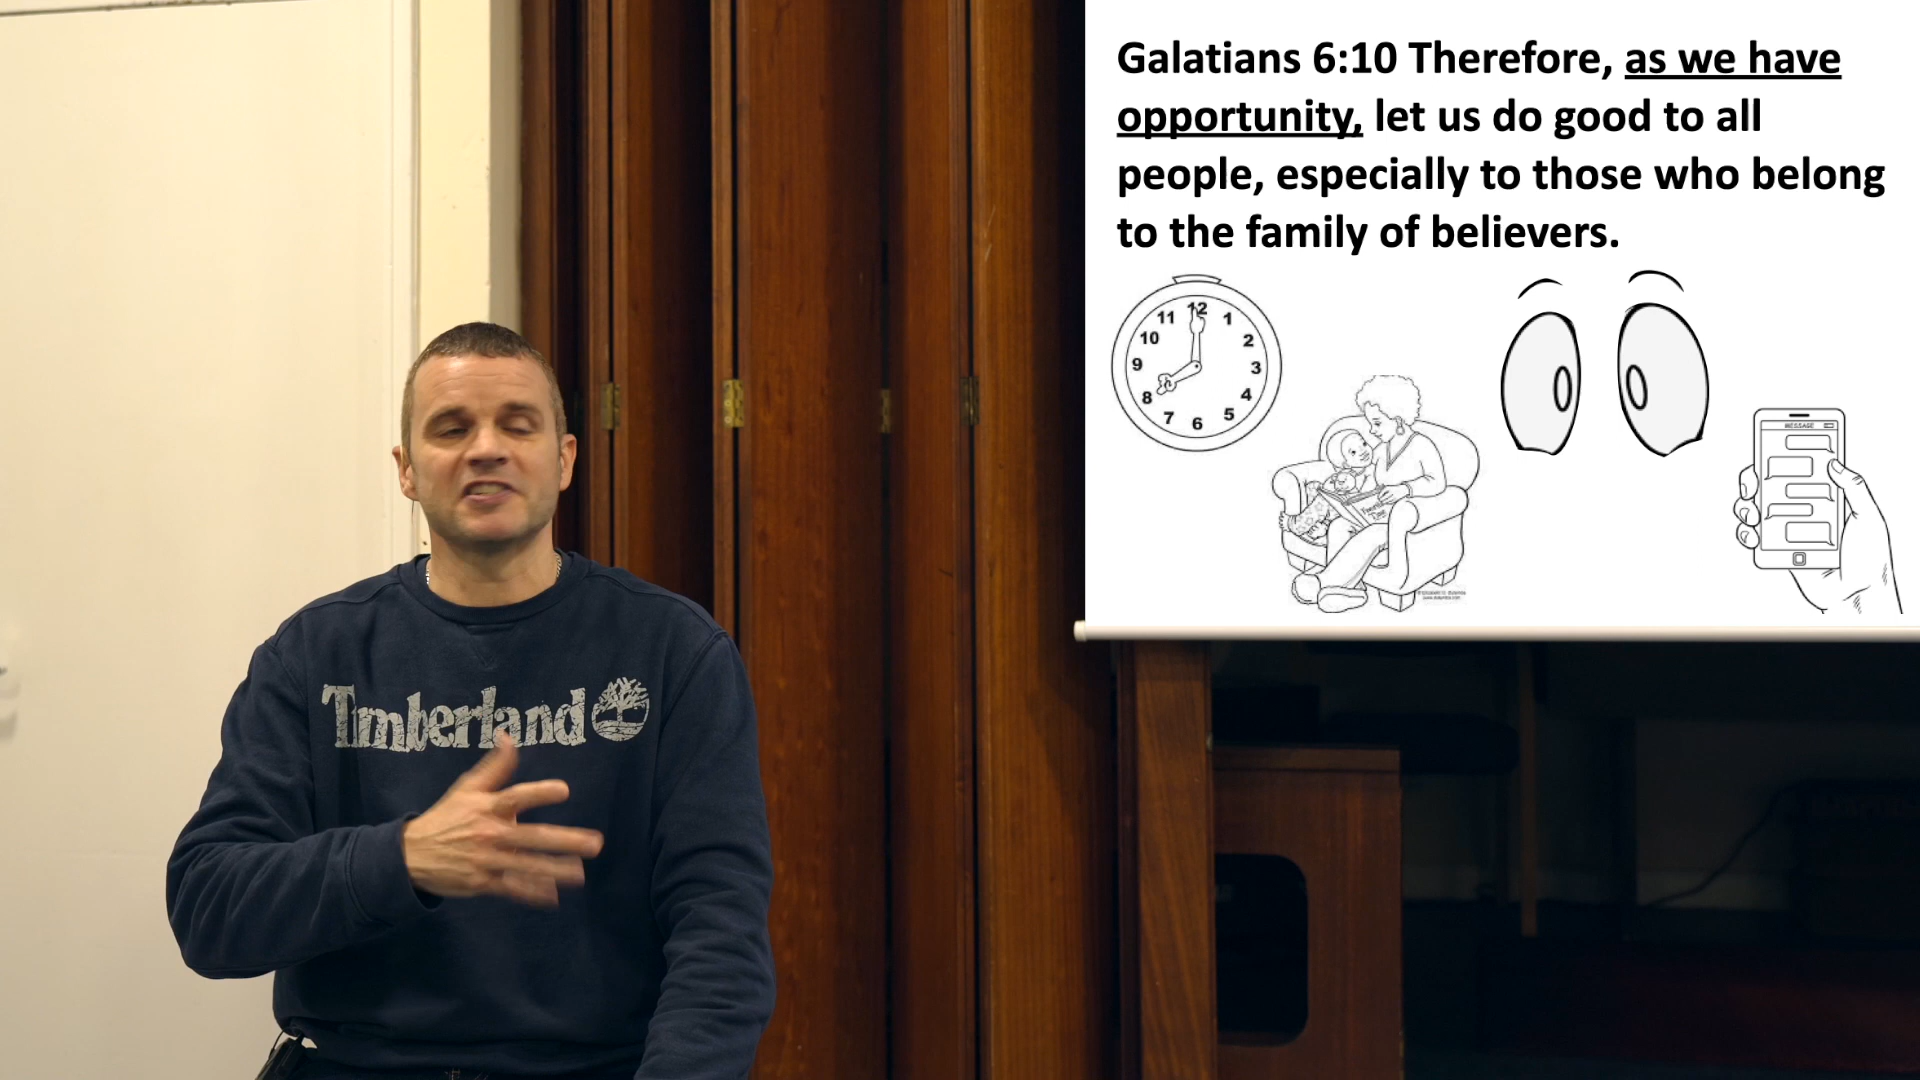 Galatians 6:10 Therefore, as we have
opportunity, let us do good to all
people, especially to those who belong
to the family of believers.
12
11 1
10 2
9 3
8 4
7 5
6
MESSAGE
Timberland